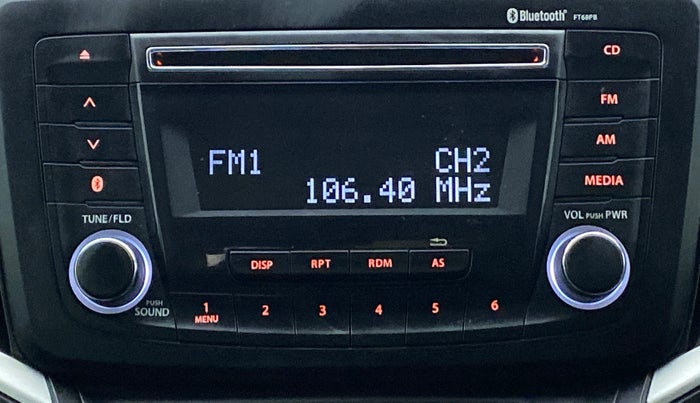 Bluetooth® FT68PB
CD
FM
AM
MEDIA
FM1 CH2
106.40 MHz
TUNE/FLD
VOL PUSH PWR
DISP RPT RDM AS
PUSH
SOUND
1 2 3 4 5 6
MENU